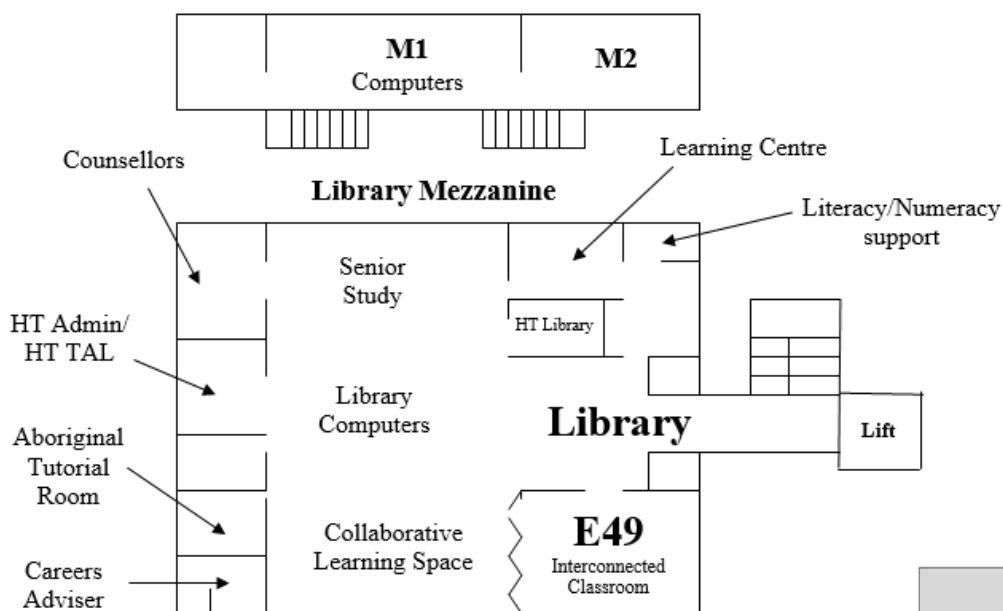 M1
Computers
M2
Counsellors
Learning Centre
Library Mezzanine
Literacy/Numeracy
support
Senior
Study
HT Admin/
HT TAL
HT Library
Library
Computers
Library
Lift
Aboriginal
Tutorial
Room
Collaborative
Learning Space
E49
Interconnected
Classroom
Careers
Adviser